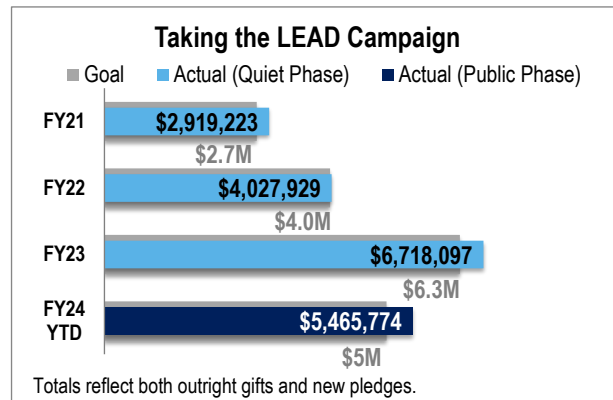 Taking the LEAD Campaign
Goal Actual (Quiet Phase) Actual (Public Phase)
FY21 $2,919,223
$2.7M
FY22 $4,027,929
$4.0M
FY23 $6,718,097
$6.3M
FY24
YTD $5,465,774
$5M
Totals reflect both outright gifts and new pledges.